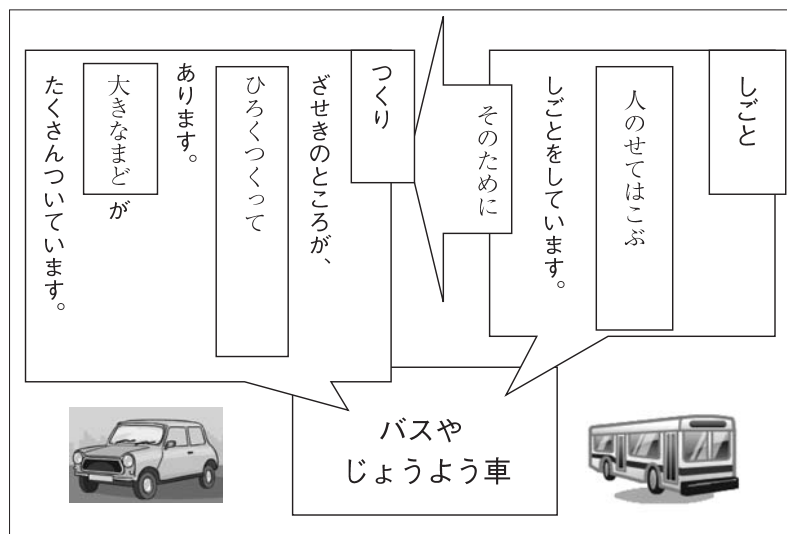 しごと
人のせてはこぶ
しごとをしています。
そのために
つくり
ざせきのところが、
ひろくつくって
あります。
大きなまどが
たくさんついています。
バスや
じょうよう車